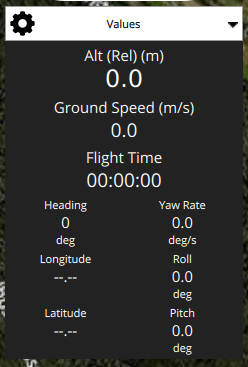 Values
Alt (Rel) (m)
0.0
Ground Speed (m/s)
0.0
Flight Time
00:00:00
Heading Yaw Rate
0 0.0
deg deg/s
Longitude Roll
--.-- 0.0
deg
Latitude Pitch
--.-- 0.0
deg